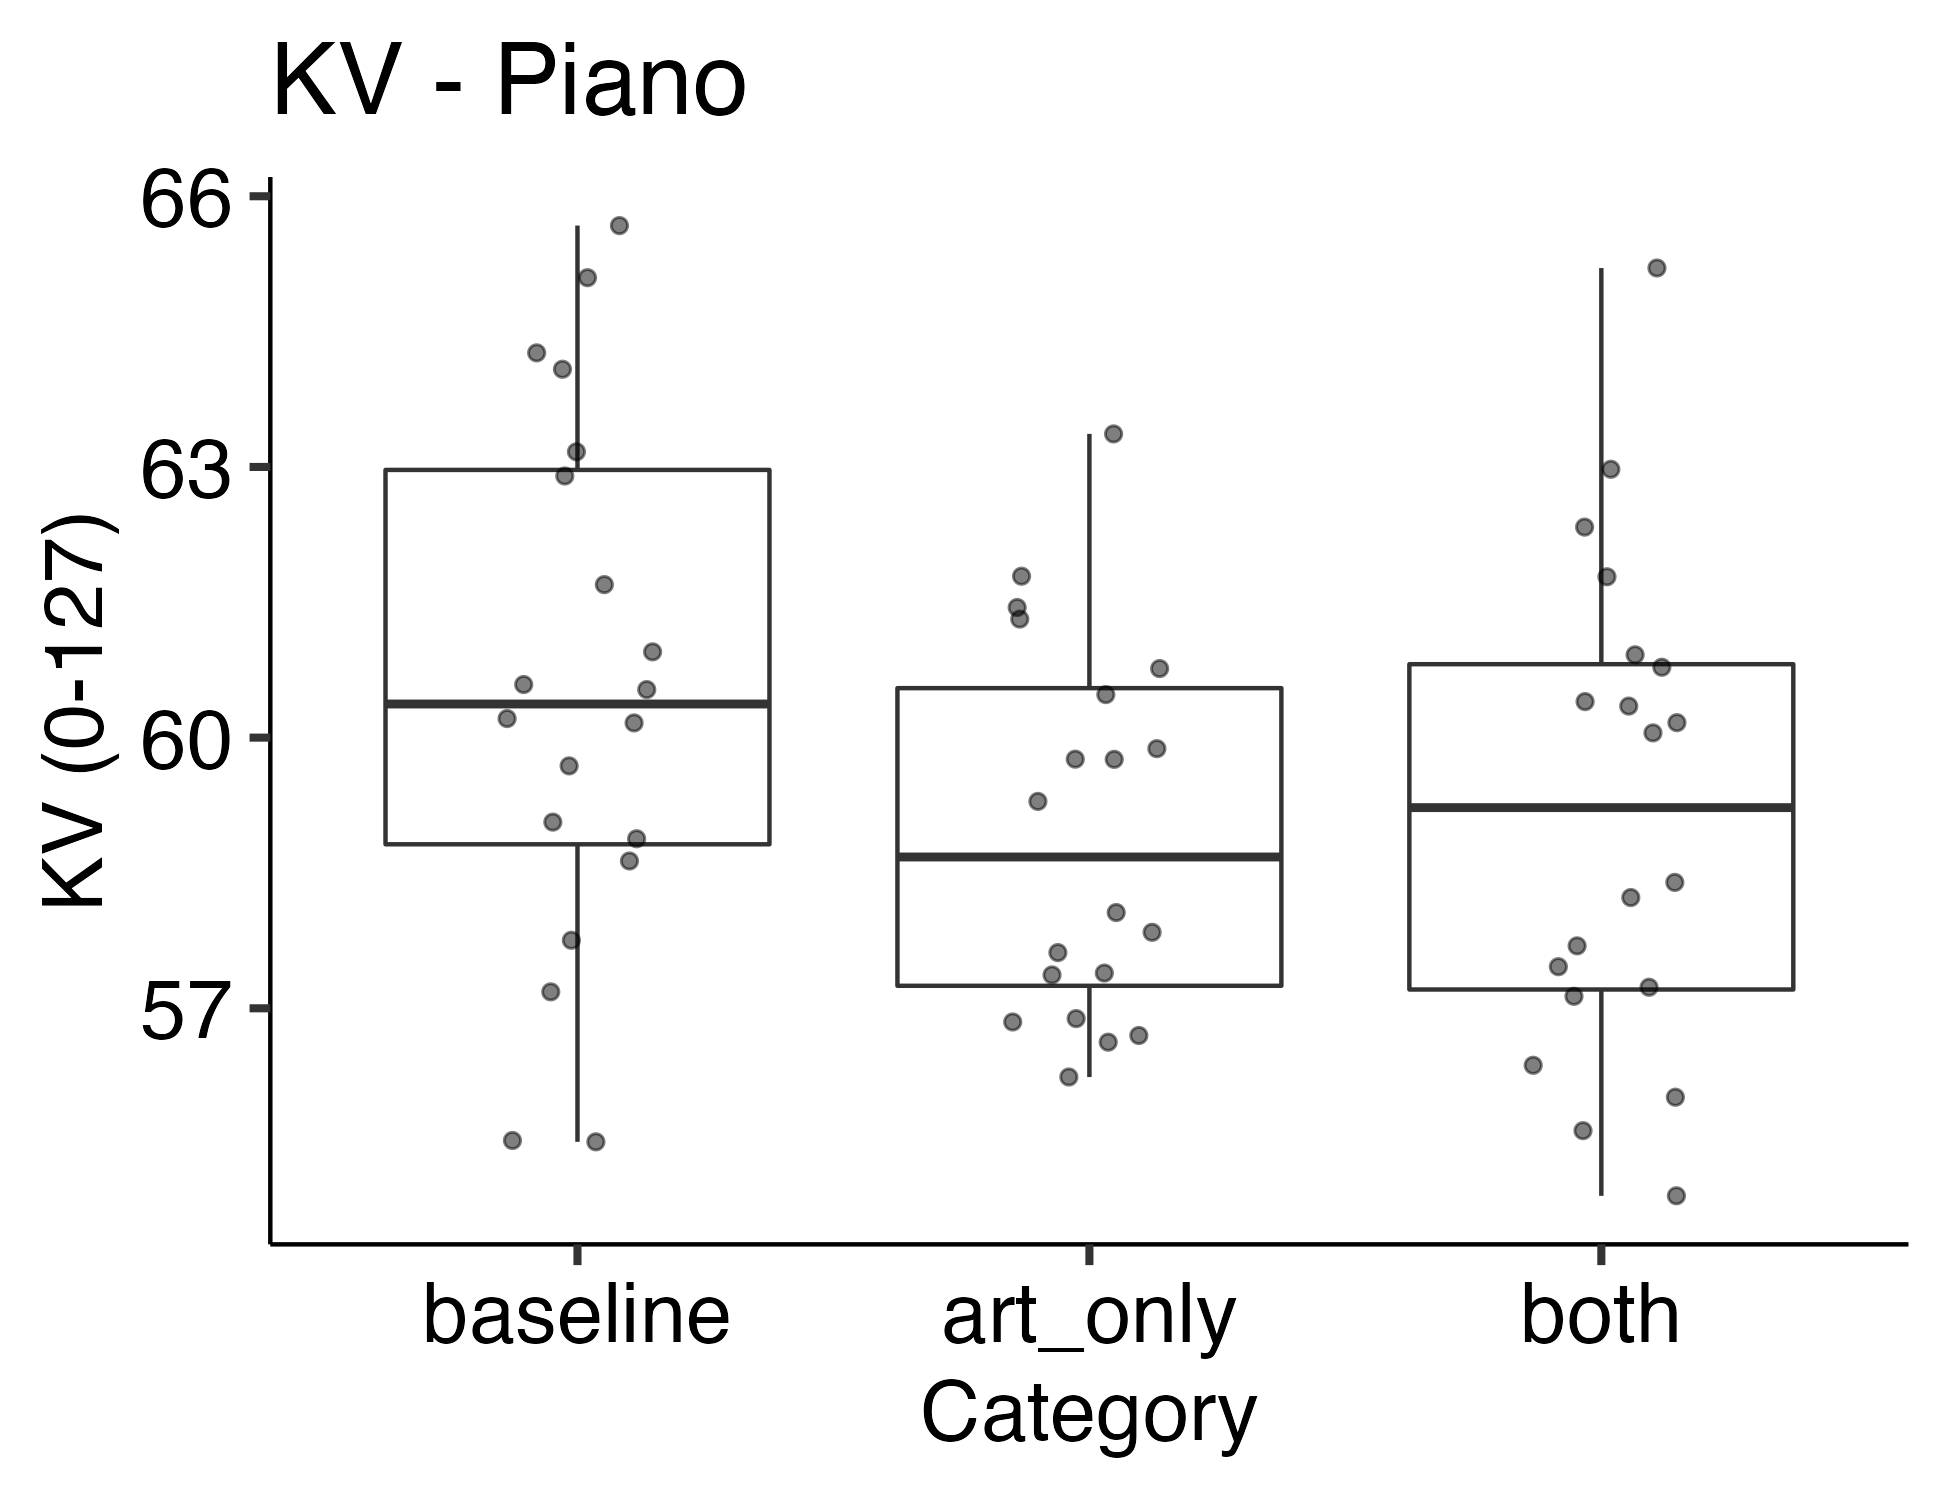 KV - Piano
66
63
60
57
KV (0-127)
baseline art_only both
Category